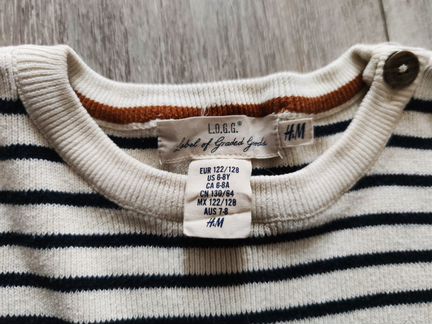 L.O.G.G.®
Label of Graded Goods
H&M
EUR 122/128
US 6-8Y
CA 6-8A
CN 130/64
MX 122/128
AUS 7-8
H&M